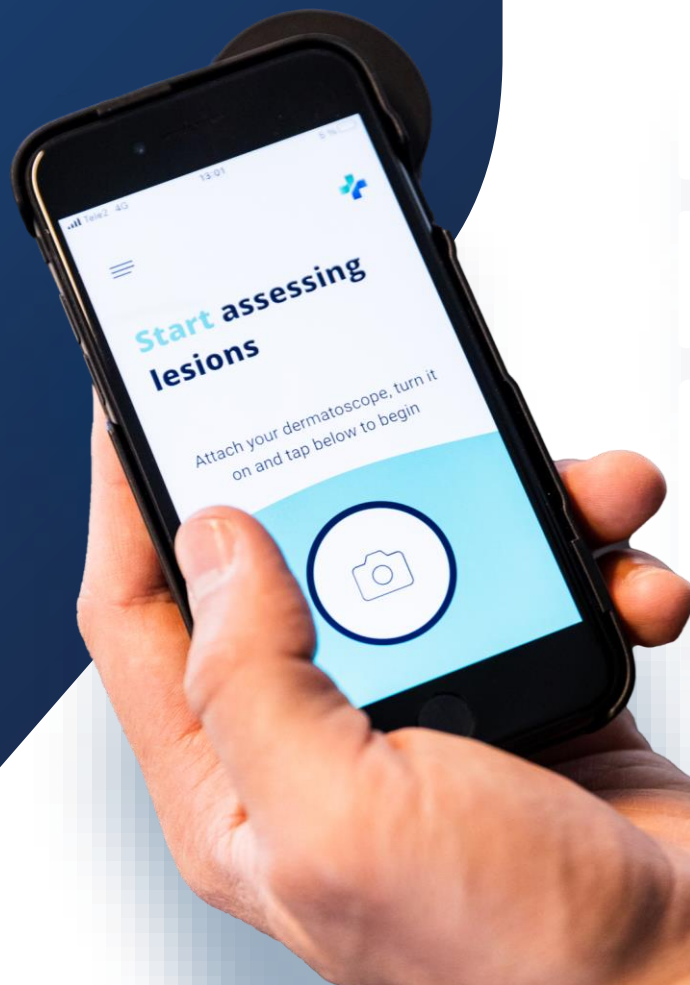 Tele2 4G
13:01
Start assessing
lesions
Attach your dermatoscope, turn it
on and tap below to begin